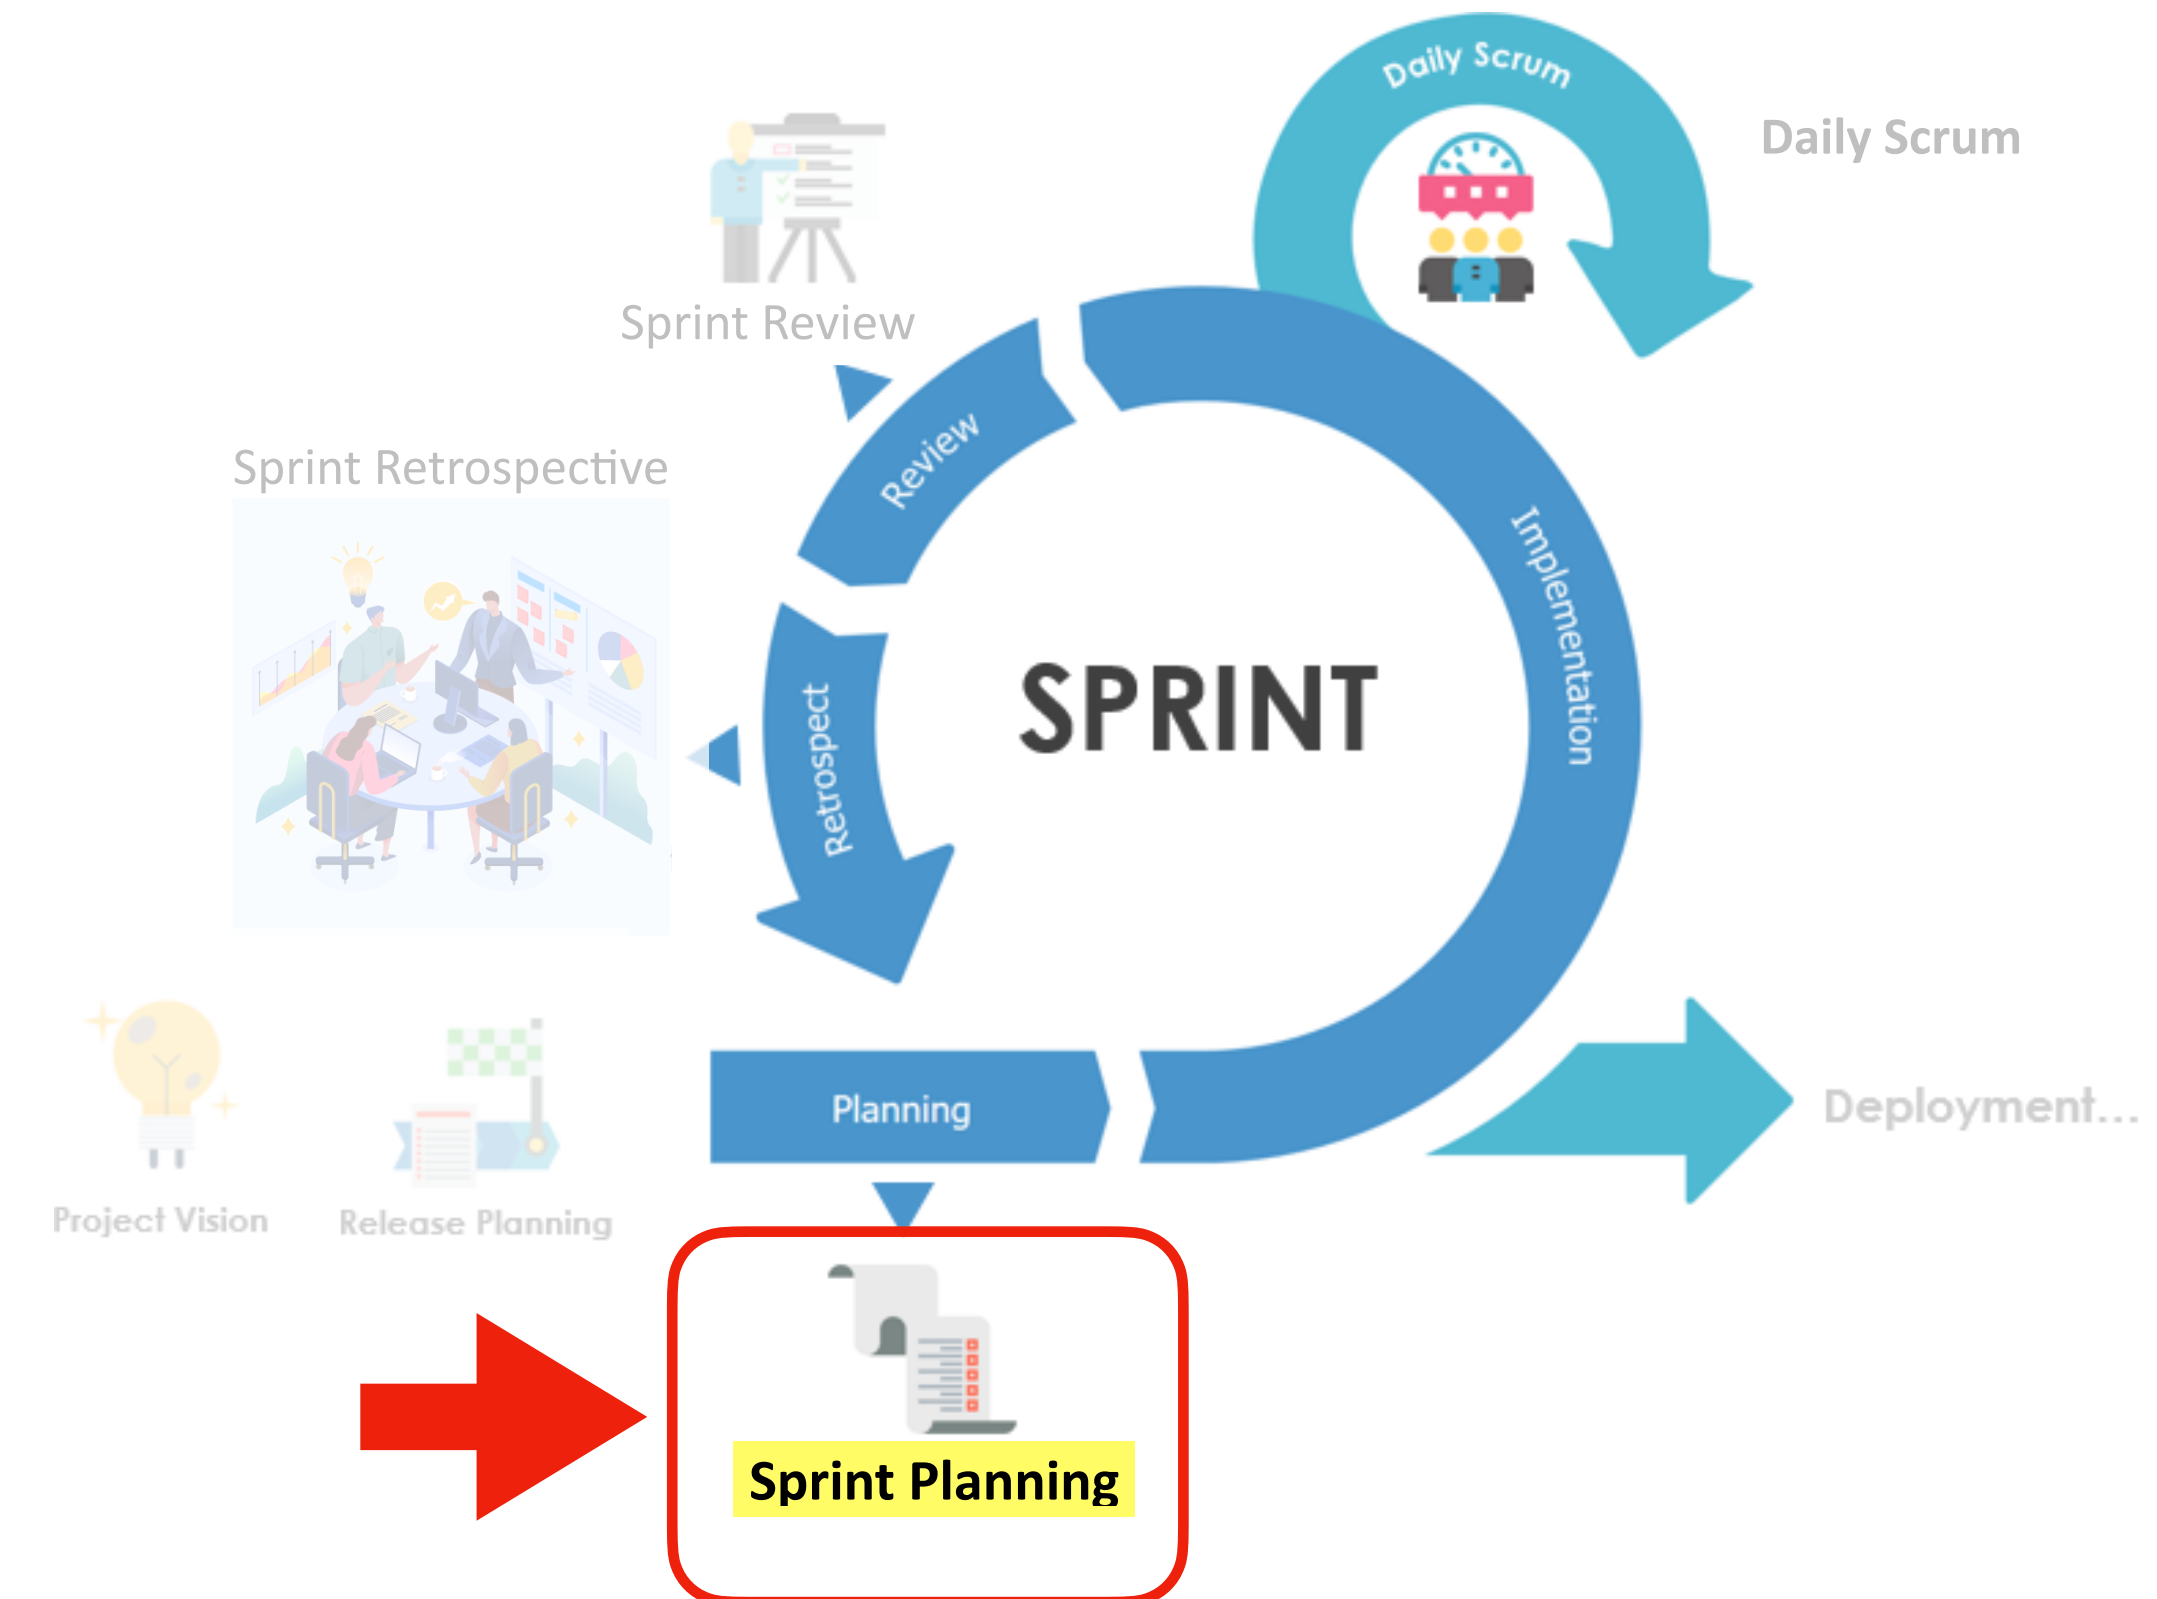 Daily Scrum
Daily Scrum
Sprint Review
Review
Sprint Retrospective
Implementation
SPRINT
Retrospect
Planning
Deployment...
Project Vision
Release Planning
Sprint Planning